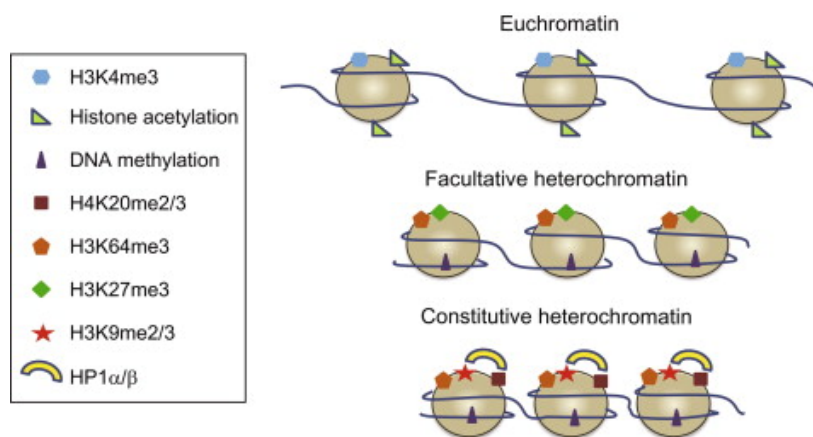 Euchromatin
H3K4me3
Histone acetylation
DNA methylation
H4K20me2/3
H3K64me3
H3K27me3
H3K9me2/3
HP1α/β
Facultative heterochromatin
Constitutive heterochromatin